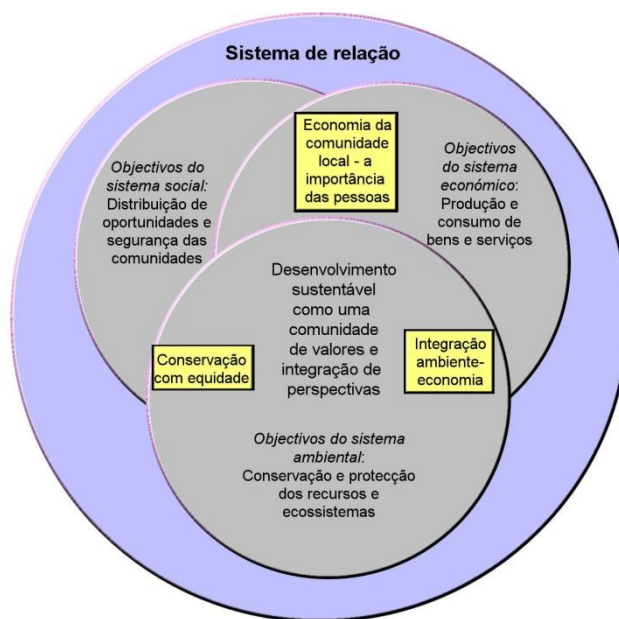 Sistema de relação
Economia da
comunidade
local - a
importância
das pessoas
Objectivos do
sistema social:
Distribuição de
oportunidades e
segurança das
comunidades
Objectivos
do sistema
económico:
Produção e
consumo de
bens e serviços
Desenvolvimento
sustentável
como uma
comunidade
de valores e
integração de
perspectivas
Conservação
com equidade
Integração
ambiente-
economia
Objectivos do sistema
ambiental:
Conservação e protecção
dos recursos e
ecossistemas